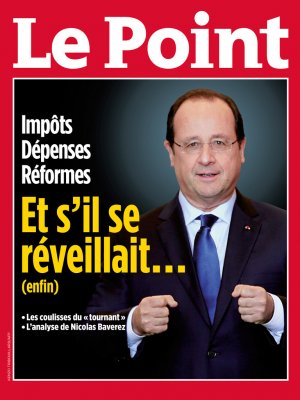 Le Point
Impôts
Dépenses
Réformes
Et s'il se
réveillait...
(enfin)
• Les coulisses du « tournant »
• L'analyse de Nicolas Baverez